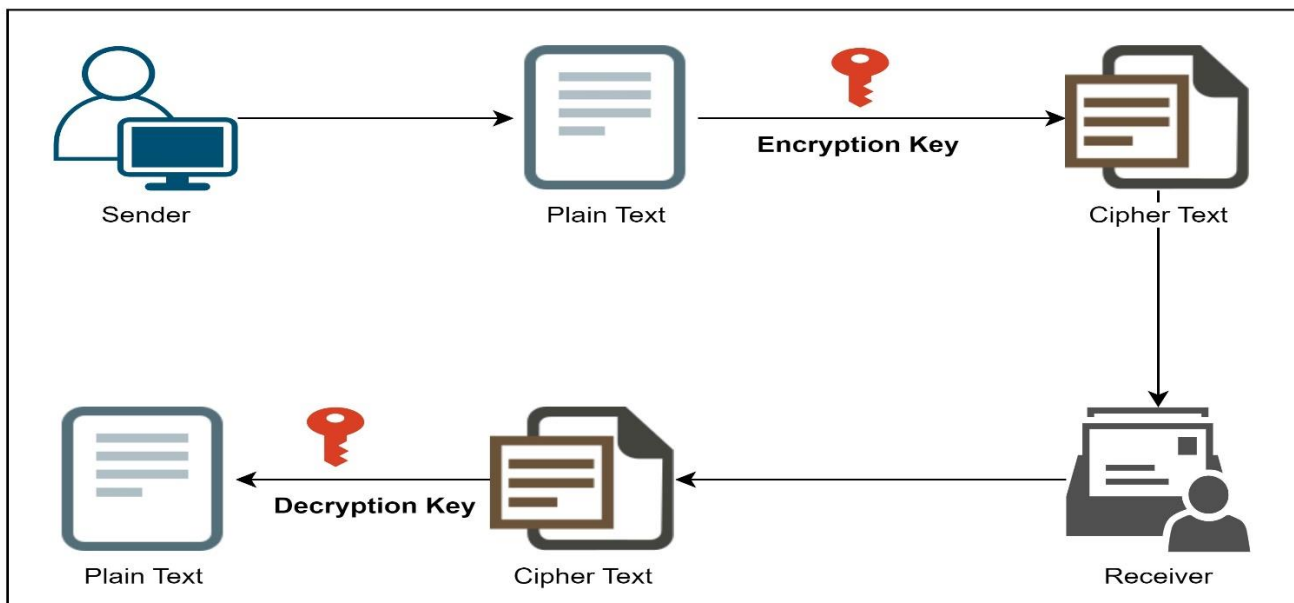 Encryption Key
Sender
Plain Text
Cipher Text
Decryption Key
Plain Text
Cipher Text
Receiver